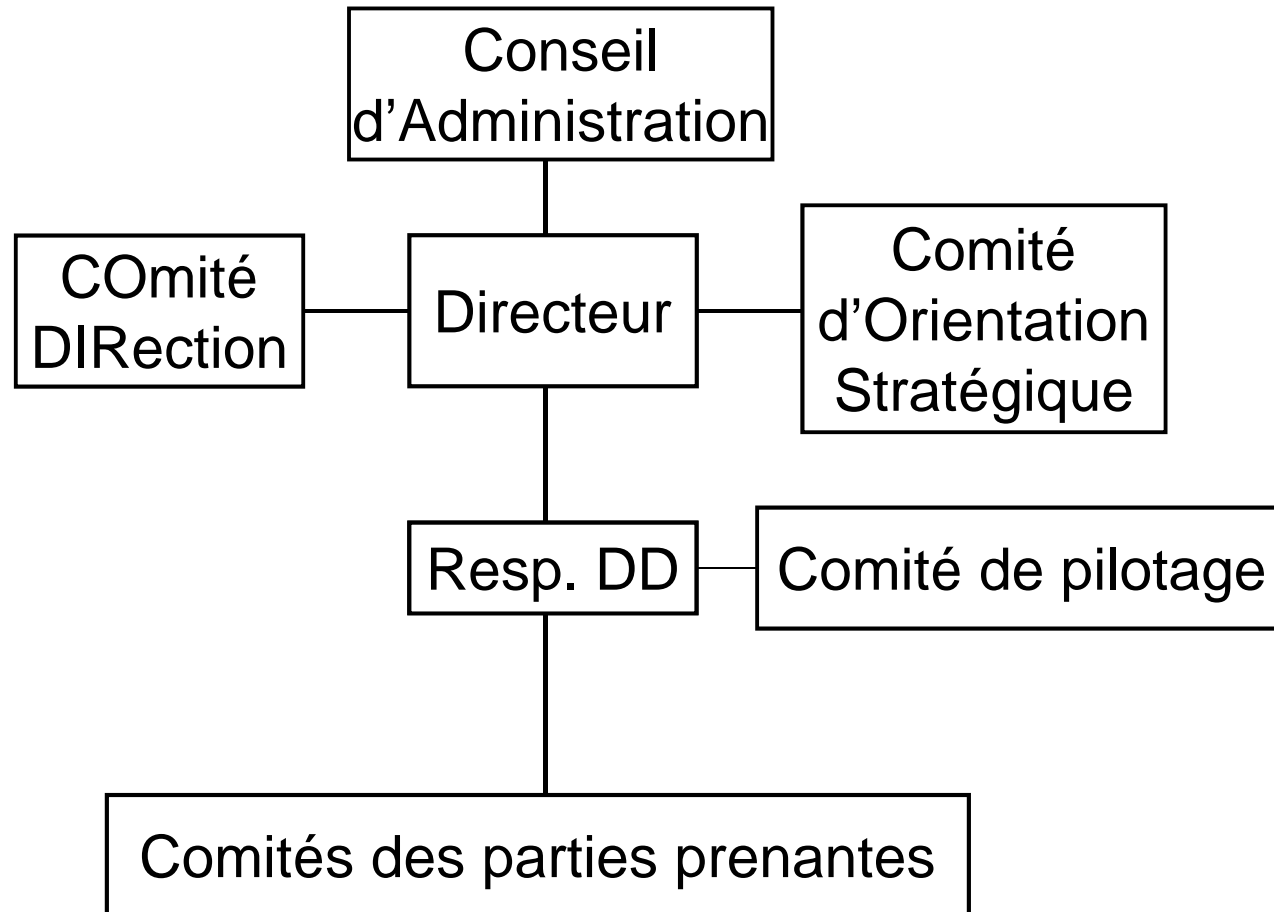 Conseil
d’Administration
COmité
DIRection
Directeur
Comité
d’Orientation
Stratégique
Resp. DD
Comité de pilotage
Comités des parties prenantes